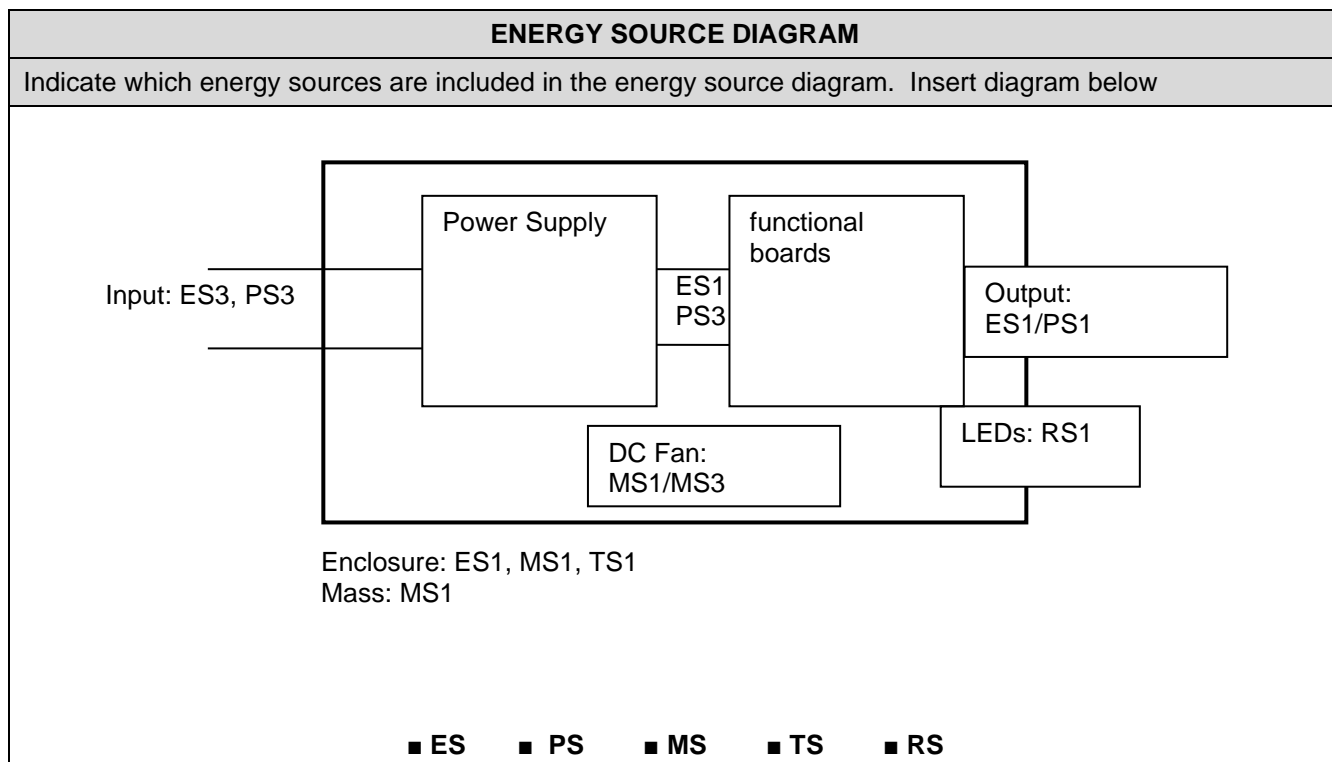 ENERGY SOURCE DIAGRAM
Indicate which energy sources are included in the energy source diagram. Insert diagram below
Power Supply
functional
boards
Input: ES3, PS3
ES1
PS3
Output:
ES1/PS1
LEDs: RS1
DC Fan:
MS1/MS3
Enclosure: ES1, MS1, TS1
Mass: MS1
■ ES ■ PS ■ MS ■ TS ■ RS